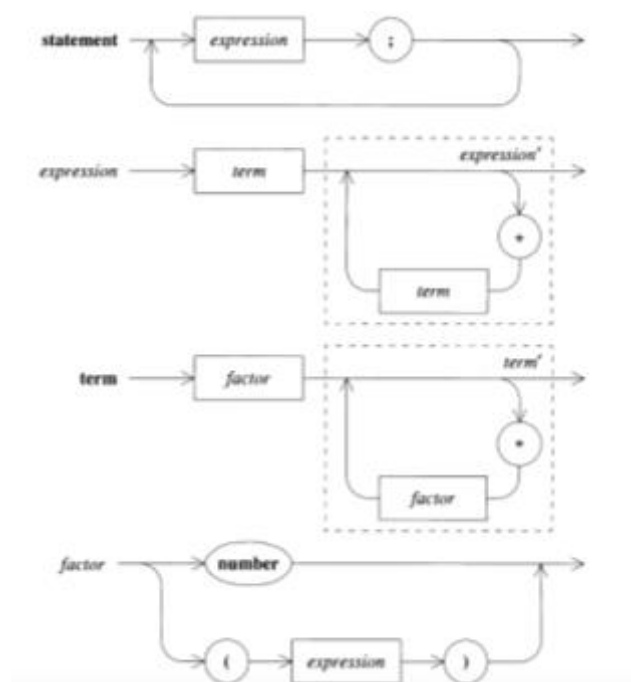 statement expression ;
expression'
expression term
+
term
term'
term factor
*
factor
factor number
( expression )